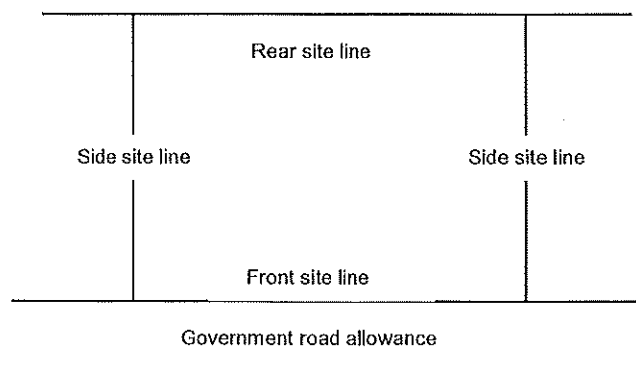 Rear site line
Side site line
Side site line
Front site line
Government road allowance